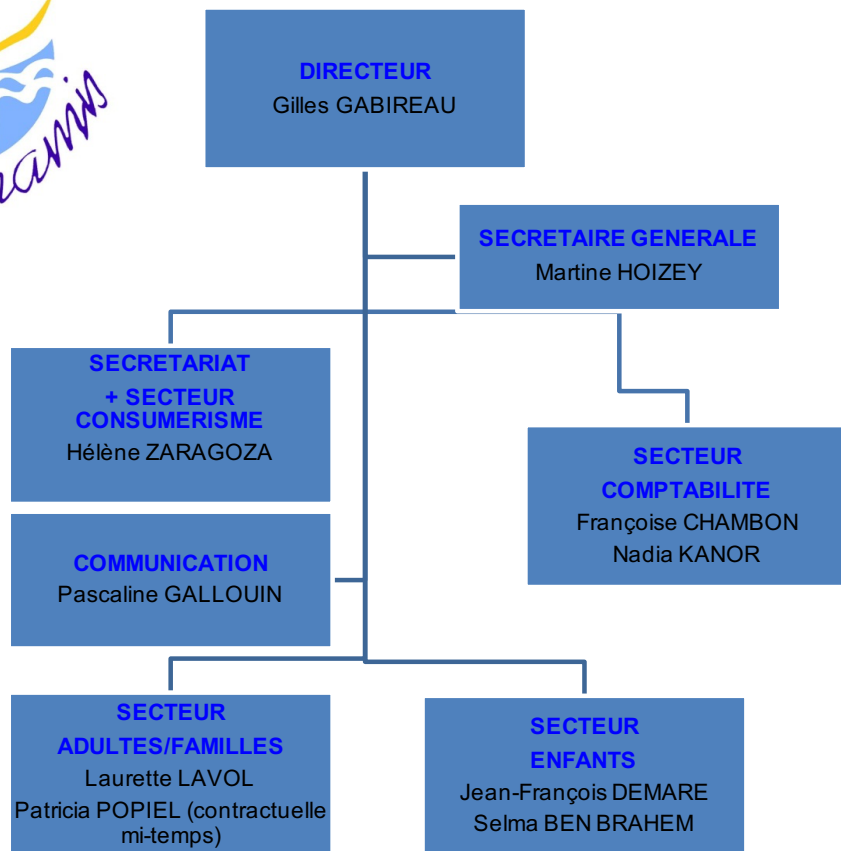 DIRECTEUR
Gilles GABIREAU
SECRETAIRE GENERALE
Martine HOIZEY
SECRETARIAT
+ SECTEUR
CONSUMERISME
Hélène ZARAGOZA
SECTEUR
COMPTABILITE
Françoise CHAMBON
Nadia KANOR
COMMUNICATION
Pascaline GALLOUIN
SECTEUR
ADULTES/FAMILLES
Laurette LAVOL
Patricia POPIEL (contractuelle
mi-temps)
SECTEUR
ENFANTS
Jean-François DEMARE
Selma BEN BRAHEM